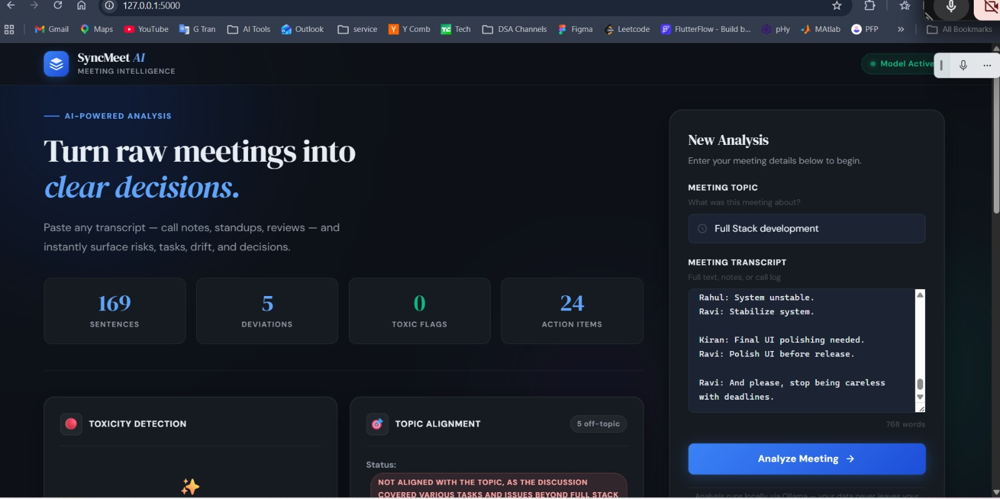 127.0.0.1:5000
Gmail
Maps
YouTube
G Tran
AI Tools
Outlook
service
Y Comb
Tech
DSA Channels
Figma
Leetcode
FlutterFlow - Build b...
pHy
MAtlab
PFP
»
All Bookmarks
SyncMeet AI
MEETING INTELLIGENCE
Model Active
AI-POWERED ANALYSIS
Turn raw meetings into
clear decisions.
Paste any transcript — call notes, standups, reviews — and
instantly surface risks, tasks, drift, and decisions.
169
SENTENCES
5
DEVIATIONS
0
TOXIC FLAGS
24
ACTION ITEMS
TOXICITY DETECTION
TOPIC ALIGNMENT
5 off-topic
Status:
NOT ALIGNED WITH THE TOPIC, AS THE DISCUSSION
COVERED VARIOUS TASKS AND ISSUES BEYOND FULL STACK
New Analysis
Enter your meeting details below to begin.
MEETING TOPIC
What was this meeting about?
Full Stack development
MEETING TRANSCRIPT
Full text, notes, or call log
Rahul: System unstable.
Ravi: Stabilize system.
Kiran: Final UI polishing needed.
Ravi: Polish UI before release.
Ravi: And please, stop being careless
with deadlines.
768 words
Analyze Meeting →
Analysis runs locally via Ollama — your data never leaves your